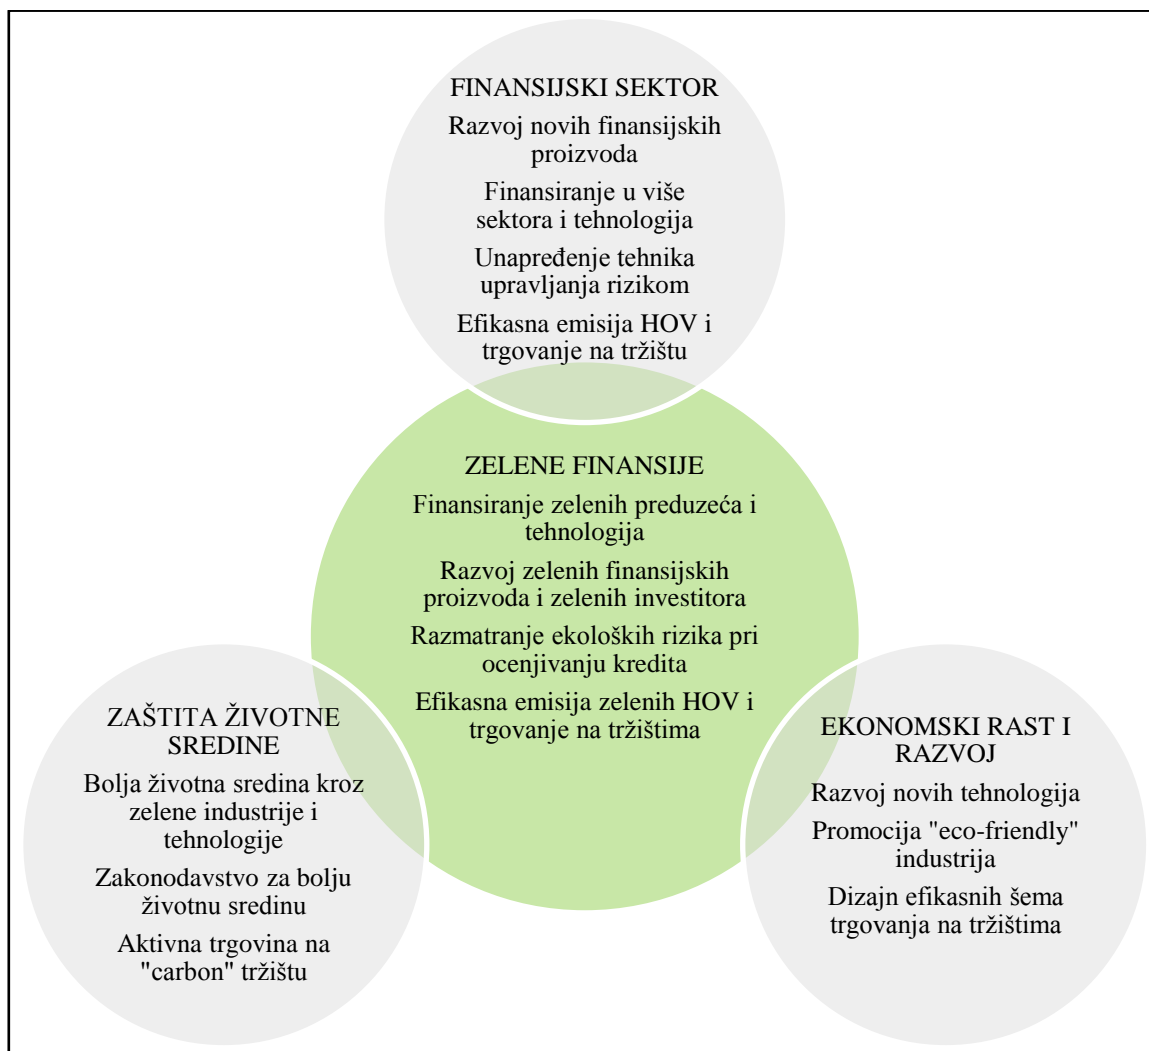 FINANSIJSKI SEKTOR
Razvoj novih finansijskih
proizvoda
Finansiranje u više
sektora i tehnologija
Unapređenje tehnika
upravljanja rizikom
Efikasna emisija HOV i
trgovanje na tržištu
ZELENE FINANSIJE
Finansiranje zelenih preduzeća i
tehnologija
Razvoj zelenih finansijskih
proizvoda i zelenih investitora
Razmatranje ekoloških rizika pri
ocenjivanju kredita
Efikasna emisija zelenih HOV i
trgovanje na tržištima
ZAŠTITA ŽIVOTNE
SREDINE
Bolja životna sredina kroz
zelene industrije i
tehnologije
Zakonodavstvo za bolju
životnu sredinu
Aktivna trgovina na
"carbon" tržištu
EKONOMSKI RAST I
RAZVOJ
Razvoj novih tehnologija
Promocija "eco-friendly"
industrija
Dizajn efikasnih šema
trgovanja na tržištima